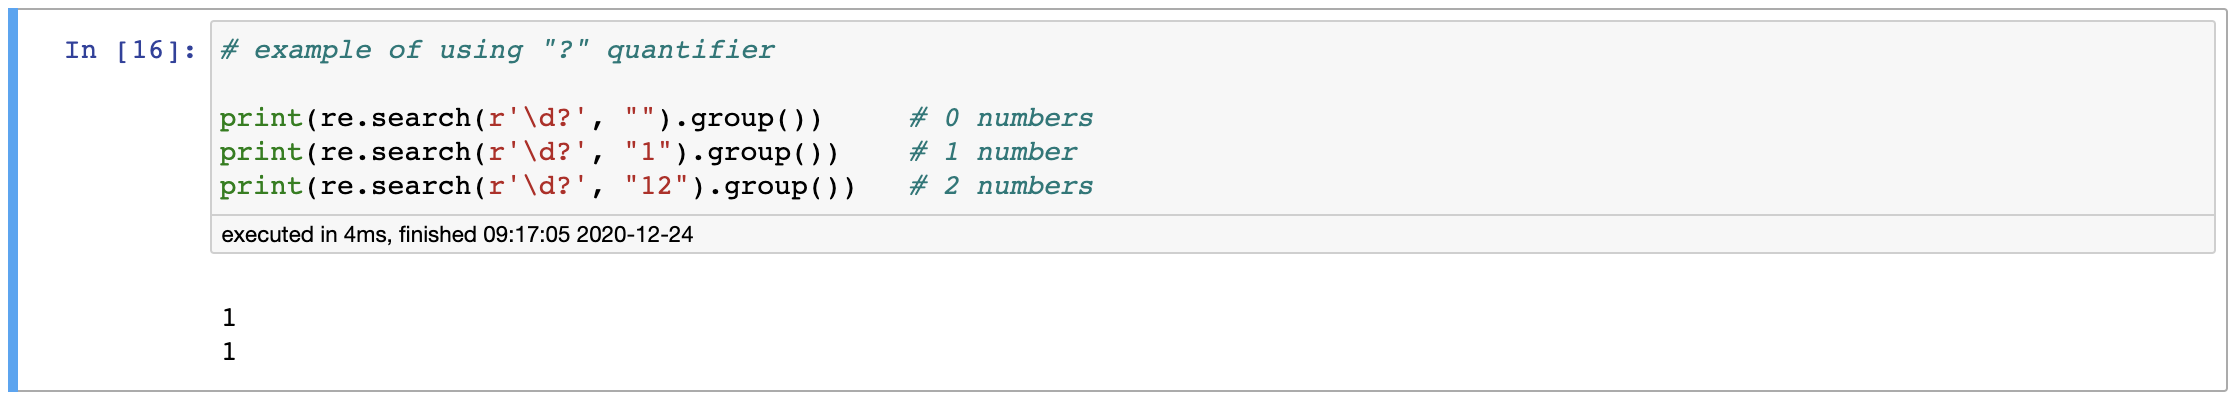 In [16]: # example of using "?" quantifier
print(re.search(r'\d?', "").group())     # 0 numbers
print(re.search(r'\d?', "1").group())    # 1 number
print(re.search(r'\d?', "12").group())   # 2 numbers
executed in 4ms, finished 09:17:05 2020-12-24
1
1